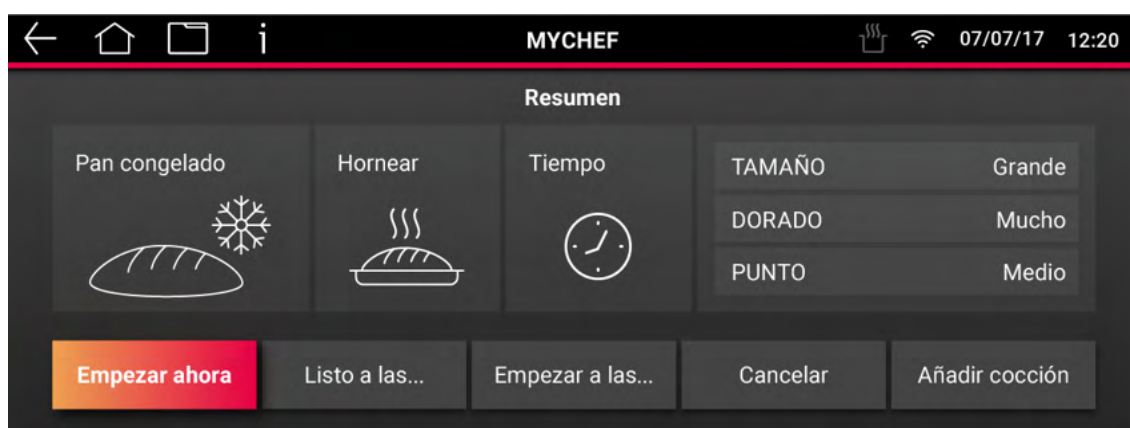 i MYCHEF 07/07/17 12:20
Resumen
Pan congelado Hornear Tiempo
TAMAÑO Grande
DORADO Mucho
PUNTO Medio
Empezar ahora Listo a las... Empezar a las... Cancelar Añadir cocción